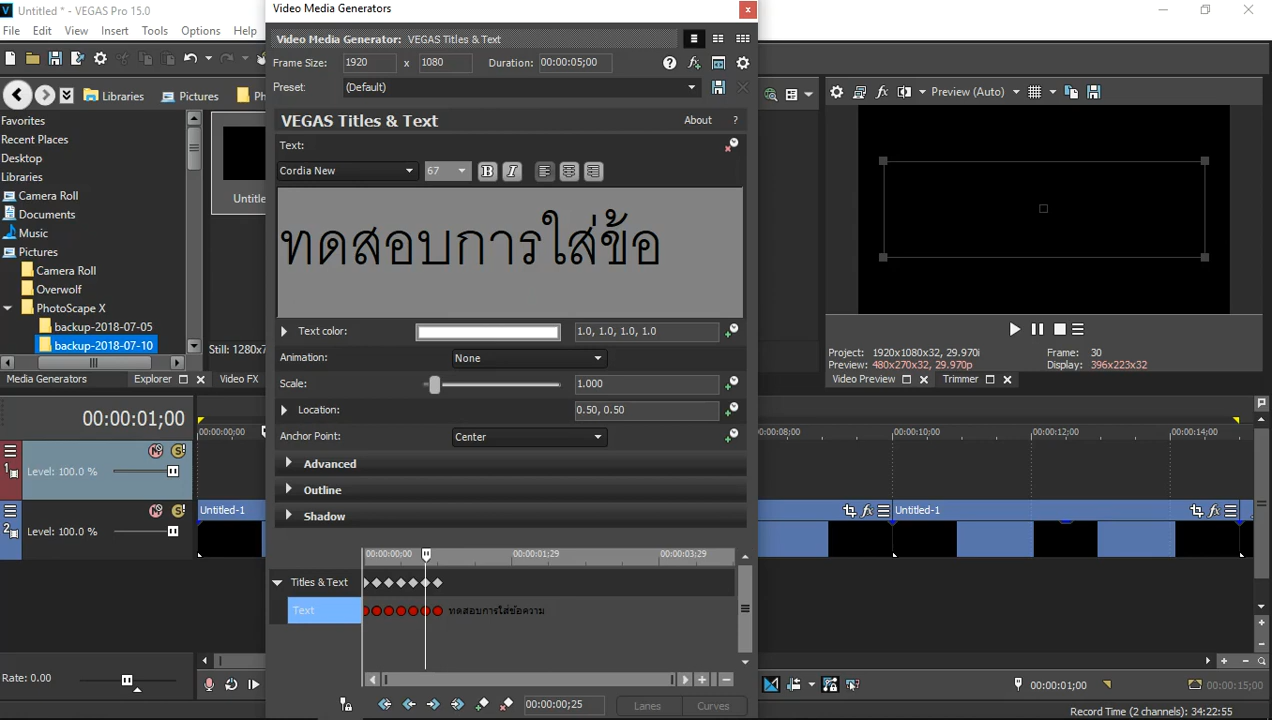 Untitled * - VEGAS Pro 15.0
Video Media Generators
File Edit View Insert Tools Options Help
Video Media Generator: VEGAS Titles & Text
Frame Size: 1920 x 1080 Duration: 00:00:05;00
Preset: (Default)
Libraries Pictures
Preview (Auto)
VEGAS Titles & Text About ?
Text:
Cordia New 67 B I
ทดสอบการใส่ข้อ
Favorites
Recent Places
Desktop
Libraries
Camera Roll
Documents
Music
Pictures
Camera Roll
Overwolf
PhotoScape X
backup-2018-07-05
backup-2018-07-10
Still: 1280x7
Media Generators Explorer Video FX
Text color: 1.0, 1.0, 1.0, 1.0
Animation: None
Scale: 1.000
Location: 0.50, 0.50
Anchor Point: Center
Advanced
Outline
Shadow
Project: 1920x1080x32, 29.970i Frame: 30
Preview: 480x270x32, 29.970p Display: 396x223x32
Video Preview Trimmer
00:00:01;00
00:00:00;00 00:00:08;00 00:00:10;00 00:00:12;00 00:00:14;00
1 Level: 100.0 %
2 Level: 100.0 %
Untitled-1 Untitled-1
00:00:00:00 00:00:01:29 00:00:03:29
Titles & Text
Text ทดสอบการใส่ข้อความ
Rate: 0.00
00:00:00;25 Lanes Curves
00:00:01;00 00:00:15;00
Record Time (2 channels): 34:22:55